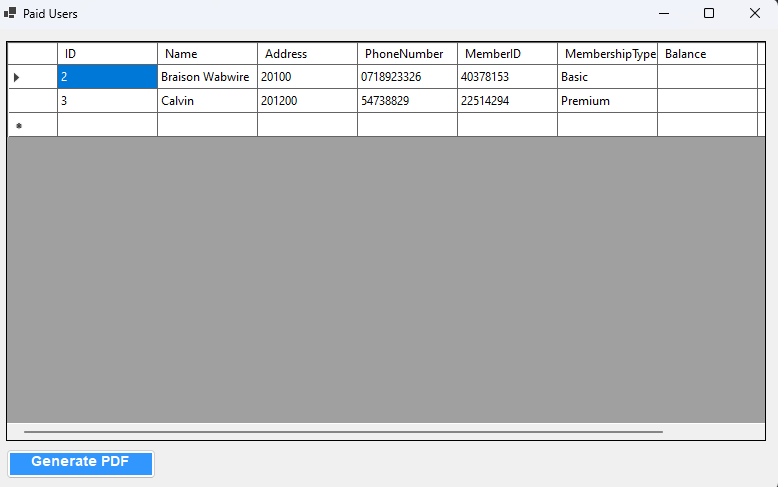 Paid Users
ID Name Address PhoneNumber MemberID MembershipType Balance
2 Braison Wabwire 20100 0718923326 40378153 Basic
3 Calvin 201200 54738829 22514294 Premium
Generate PDF